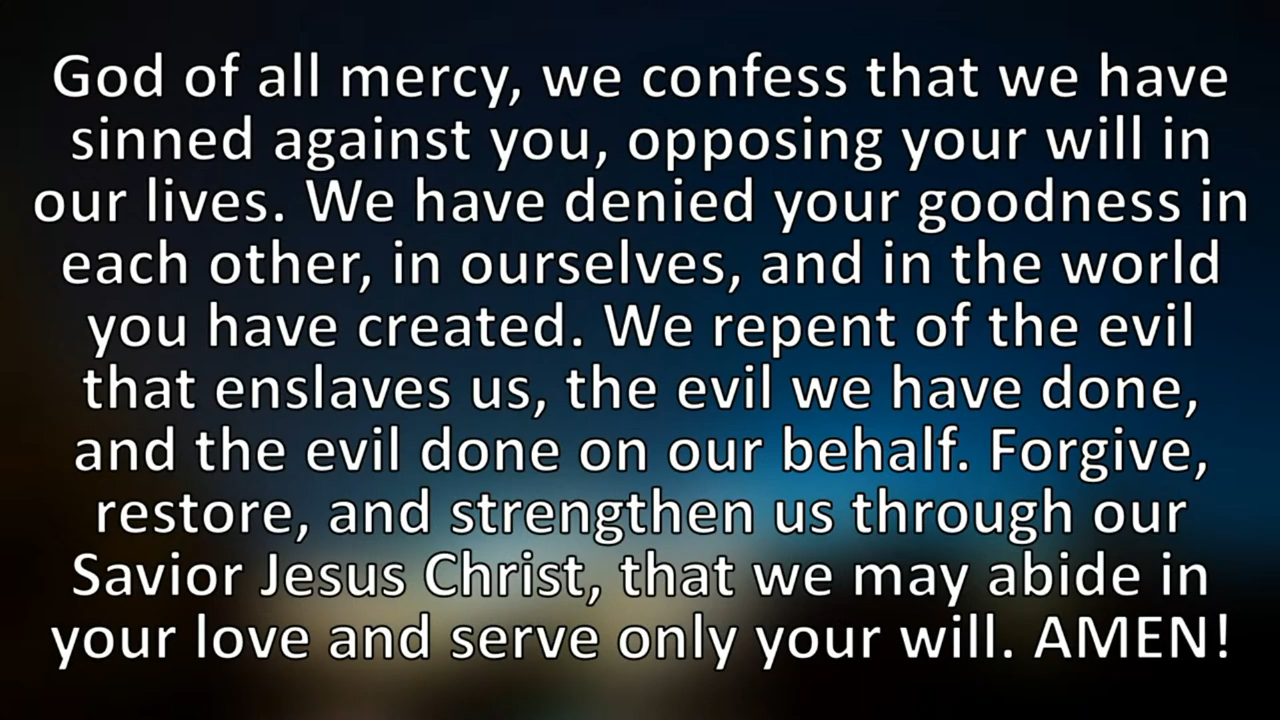 God of all mercy, we confess that we have
sinned against you, opposing your will in
our lives. We have denied your goodness in
each other, in ourselves, and in the world
you have created. We repent of the evil
that enslaves us, the evil we have done,
and the evil done on our behalf. Forgive,
restore, and strengthen us through our
Savior Jesus Christ, that we may abide in
your love and serve only your will. AMEN!